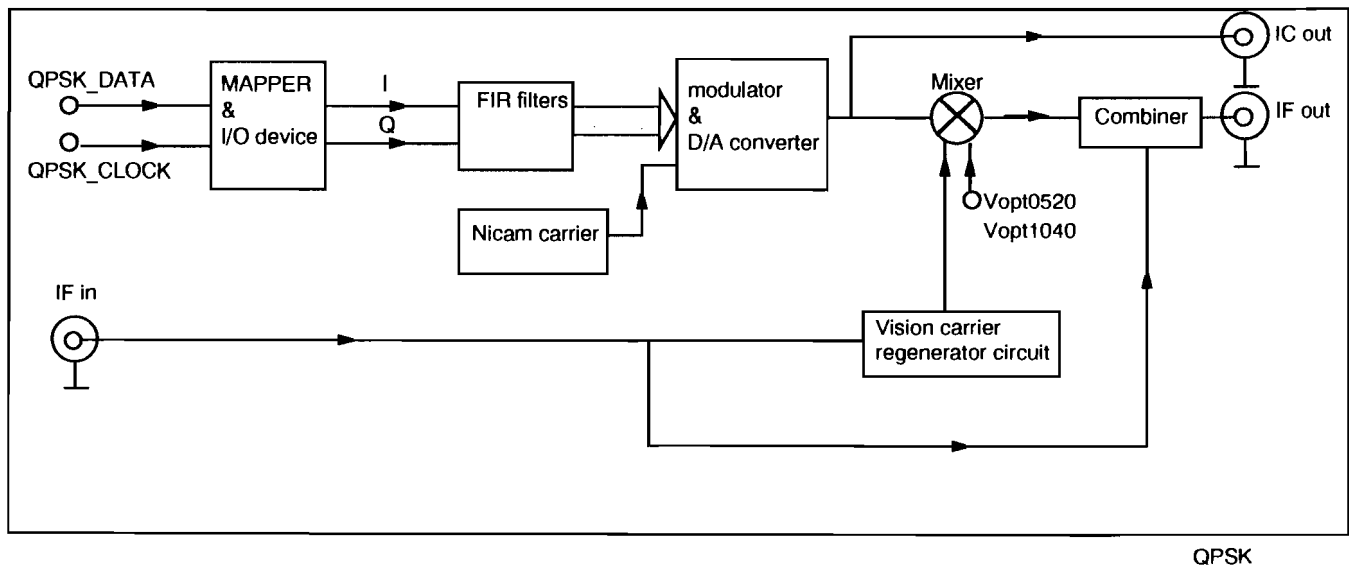 IC out
QPSK_DATA
MAPPER
&
I/O device
I
Q
FIR filters
modulator
&
D/A converter
Mixer
Combiner
IF out
QPSK_CLOCK
Vopt0520
Vopt1040
Nicam carrier
IF in
Vision carrier
regenerator circuit
QPSK